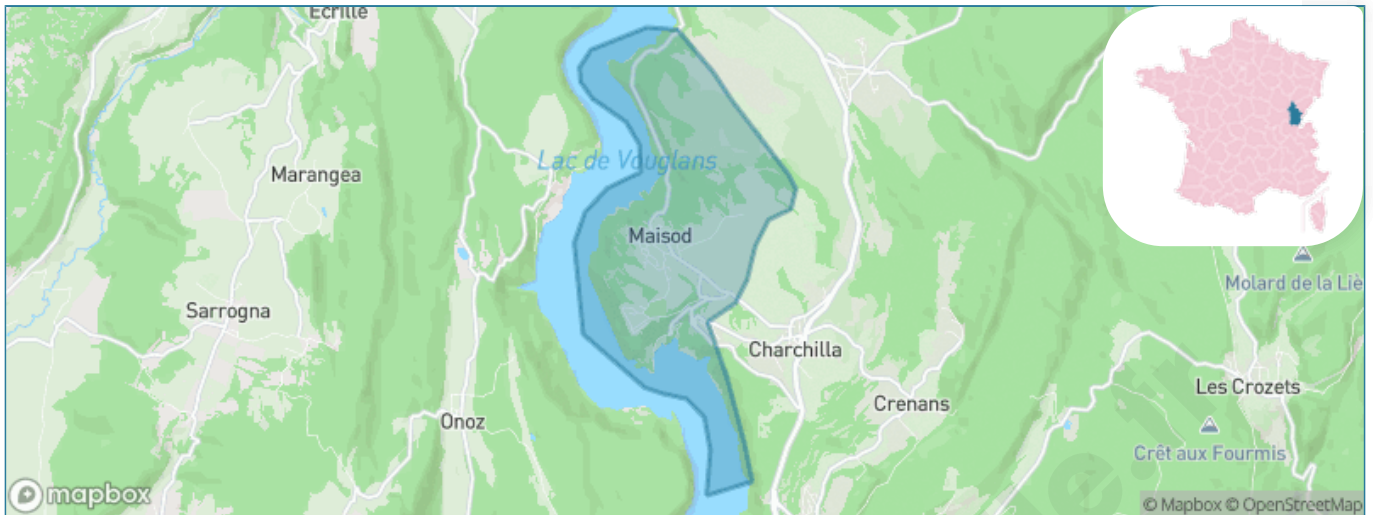 Écrille
Lac de Vouglans
Marangea
Maisod
Molard de la Liè
Sarrogna
Charchilla
Les Crozets
Crenans
Onoz
Crêt aux Fourmis
mapbox
© Mapbox © OpenStreetMap